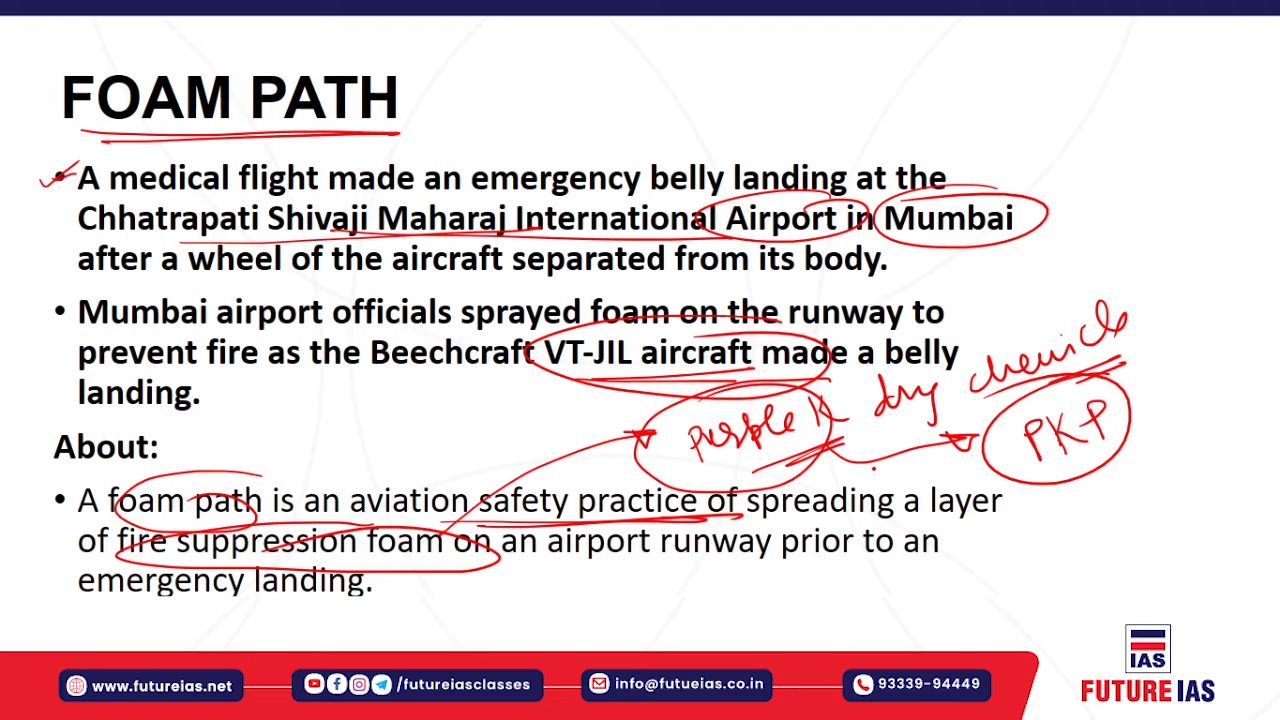 FOAM PATH
• A medical flight made an emergency belly landing at the
Chhatrapati Shivaji Maharaj International Airport in Mumbai
after a wheel of the aircraft separated from its body.
• Mumbai airport officials sprayed foam on the runway to
prevent fire as the Beechcraft VT-JIL aircraft made a belly
landing.
purple K dry chemicals
PKP
About:
• A foam path is an aviation safety practice of spreading a layer
of fire suppression foam on an airport runway prior to an
emergency landing.
IAS
FUTURE IAS
www.futureias.net
/futureiasclasses
info@futueias.co.in
93339-94449